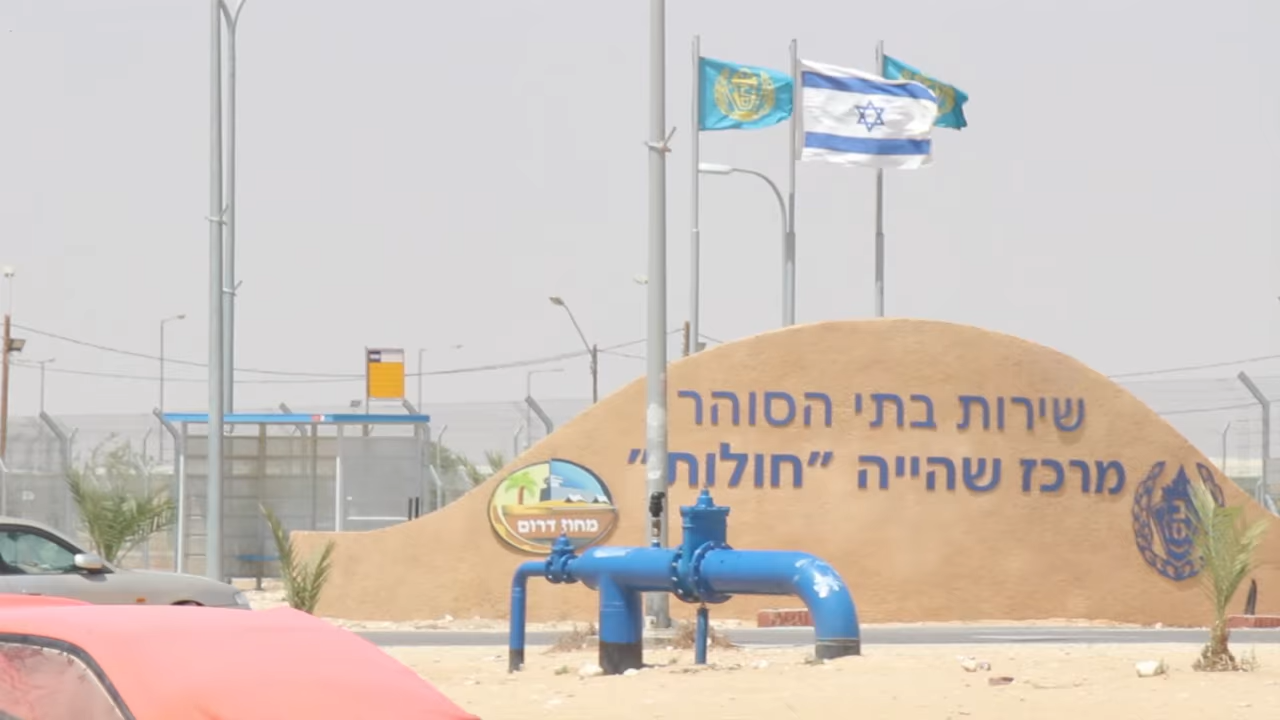 שירות בתי הסוהר
מרכז שהייה "חולות"
מחוז דרום